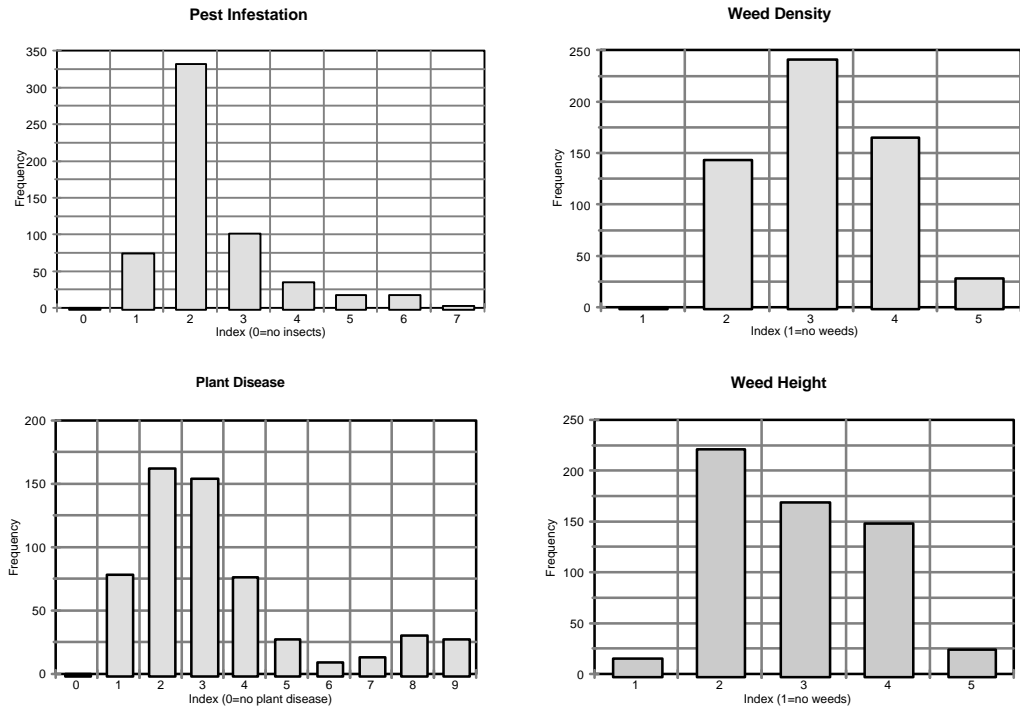 Pest Infestation
350
300
250
200
150
100
50
0
Frequency
0 1 2 3 4 5 6 7
Index (0=no insects)
Weed Density
250
200
150
100
50
0
Frequency
1 2 3 4 5
Index (1=no weeds)
Plant Disease
200
150
100
50
0
Frequency
0 1 2 3 4 5 6 7 8 9
Index (0=no plant disease)
Weed Height
250
200
150
100
50
0
Frequency
1 2 3 4 5
Index (1=no weeds)